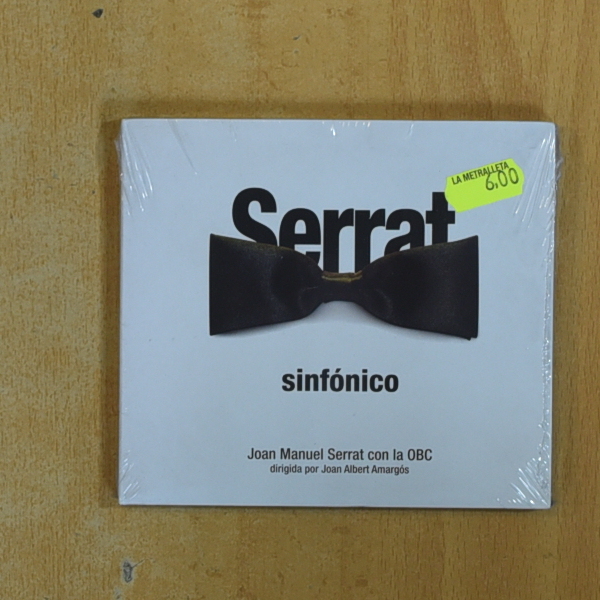 LA METRALLETA
6,00
Serrat
sinfónico
Joan Manuel Serrat con la OBC
dirigida por Joan Albert Amargós